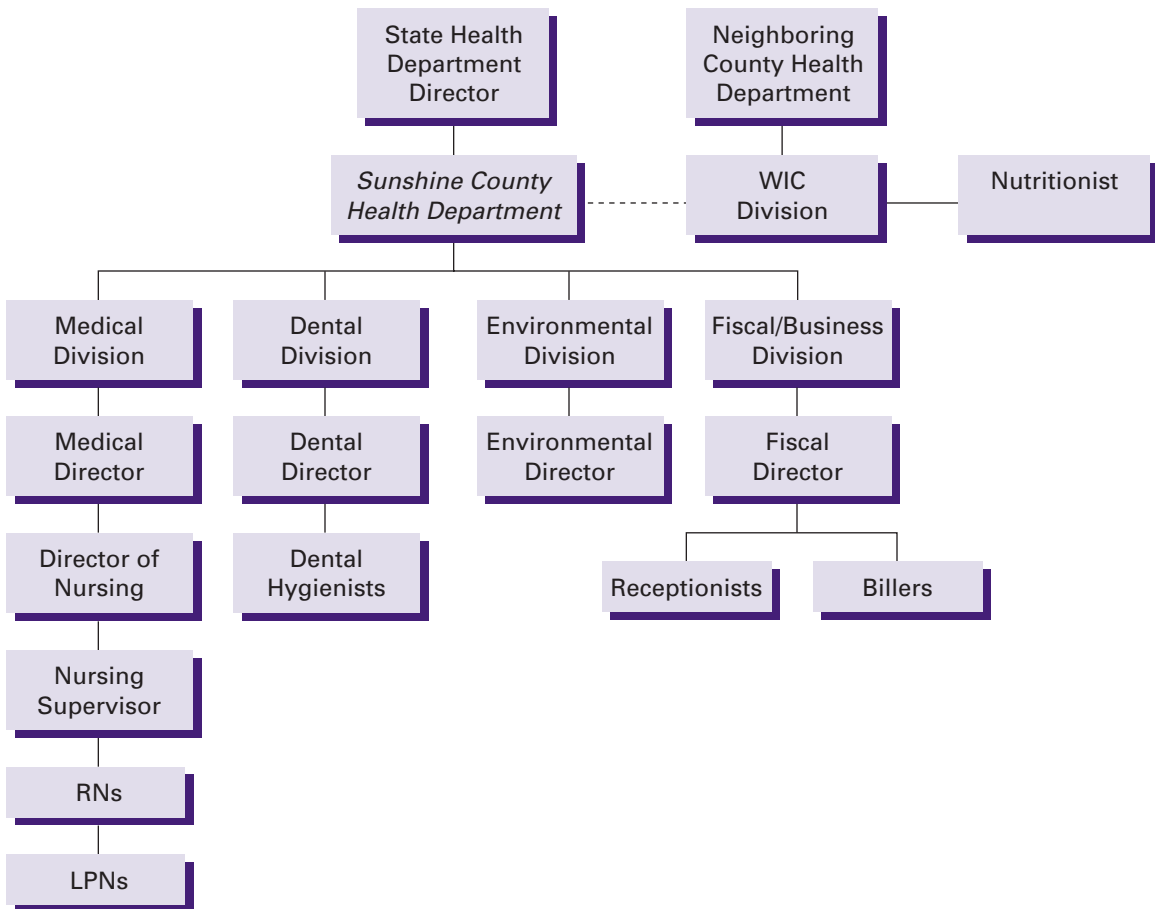 State Health
Department
Director
Neighboring
County Health
Department
Sunshine County
Health Department
WIC
Division
Nutritionist
Medical
Division
Dental
Division
Environmental
Division
Fiscal/Business
Division
Medical
Director
Dental
Director
Environmental
Director
Fiscal
Director
Director of
Nursing
Dental
Hygienists
Receptionists
Billers
Nursing
Supervisor
RNs
LPNs